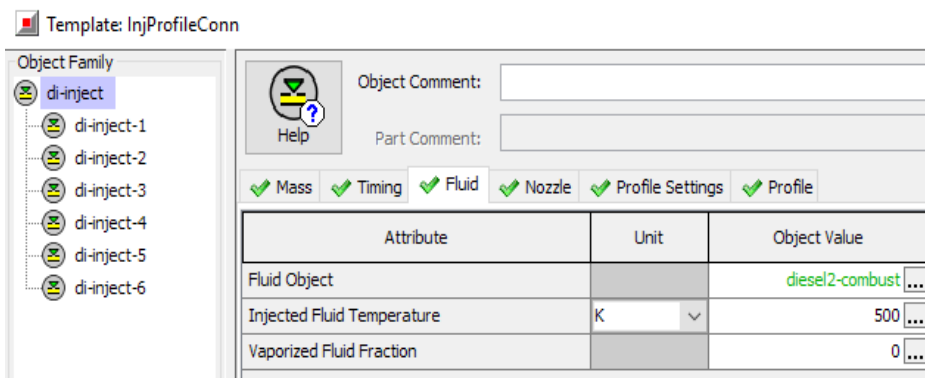 Template: InjProfileConn
Object Family
di-inject
di-inject-1
di-inject-2
di-inject-3
di-inject-4
di-inject-5
di-inject-6
?
Help
Object Comment:
Part Comment:
Mass Timing Fluid Nozzle Profile Settings Profile
Attribute Unit Object Value
Fluid Object diesel2-combust ...
Injected Fluid Temperature K 500 ...
Vaporized Fluid Fraction 0 ...